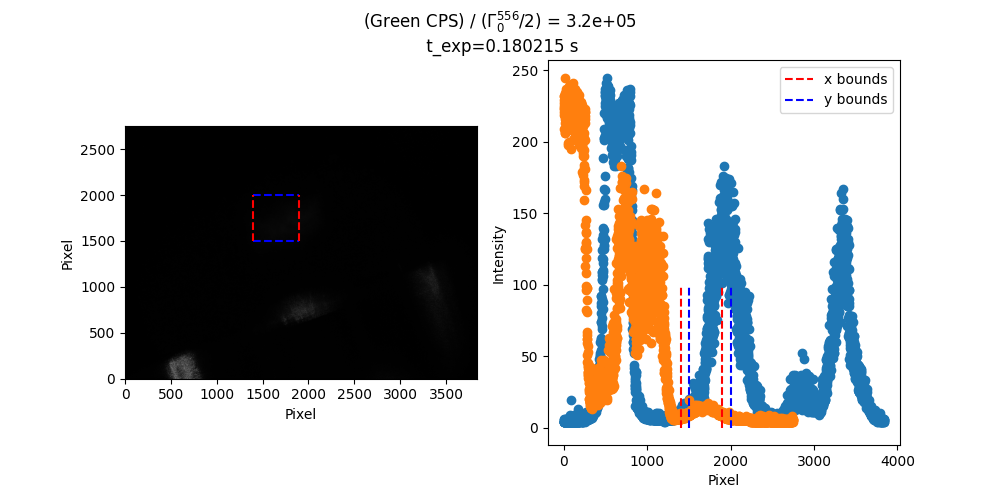 (Green CPS) / (Γ₀⁵⁵⁶/2) = 3.2e+05
t_exp=0.180215 s
Pixel
2500
2000
1500
1000
500
0
0 500 1000 1500 2000 2500 3000 3500
Pixel
Intensity
250
200
150
100
50
0
x bounds
y bounds
0 1000 2000 3000 4000
Pixel